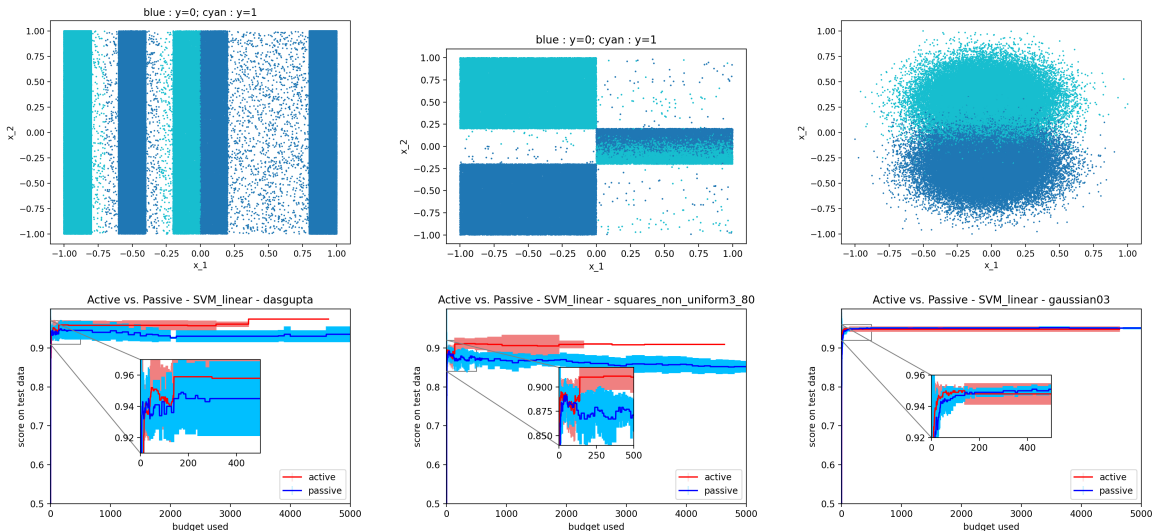 blue : y=0; cyan : y=1
1.00
0.75
0.50
0.25
0.00
−0.25
−0.50
−0.75
−1.00
x_2
−1.00 −0.75 −0.50 −0.25 0.00 0.25 0.50 0.75 1.00
x_1
blue : y=0; cyan : y=1
1.00
0.75
0.50
0.25
0.00
−0.25
−0.50
−0.75
−1.00
x_2
−1.00 −0.75 −0.50 −0.25 0.00 0.25 0.50 0.75 1.00
x_1
1.00
0.75
0.50
0.25
0.00
−0.25
−0.50
−0.75
−1.00
x_2
−1.00 −0.75 −0.50 −0.25 0.00 0.25 0.50 0.75 1.00
x_1
Active vs. Passive - SVM_linear - dasgupta
0.9
0.8
0.7
0.6
0.5
score on test data
0.96
0.94
0.92
0 200 400
active
passive
0 1000 2000 3000 4000 5000
budget used
Active vs. Passive - SVM_linear - squares_non_uniform3_80
0.9
0.8
0.7
0.6
0.5
score on test data
0.900
0.875
0.850
0 250 500
active
passive
0 1000 2000 3000 4000 5000
budget used
Active vs. Passive - SVM_linear - gaussian03
0.9
0.8
0.7
0.6
0.5
score on test data
0.96
0.94
0.92
0 200 400
active
passive
0 1000 2000 3000 4000 5000
budget used